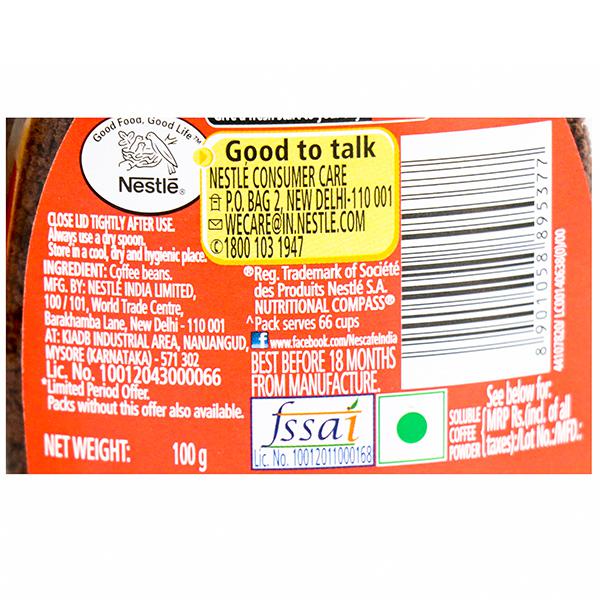 Good Food, Good Life™
Nestlé®
Good to talk
NESTLÉ CONSUMER CARE
P.O. BAG 2, NEW DELHI-110 001
WECARE@IN.NESTLE.COM
1800 103 1947
CLOSE LID TIGHTLY AFTER USE.
Always use a dry spoon.
Store in a cool, dry and hygienic place.
INGREDIENT: Coffee beans.
MFG. BY: NESTLÉ INDIA LIMITED,
100 / 101, World Trade Centre,
Barakhamba Lane, New Delhi - 110 001
AT: KIADB INDUSTRIAL AREA, NANJANGUD,
MYSORE (KARNATAKA) - 571 302
Lic. No. 10012043000066
*Limited Period Offer.
Packs without this offer also available.
NET WEIGHT: 100 g
®Reg. Trademark of Société
des Produits Nestlé S.A.
NUTRITIONAL COMPASS®
^Pack serves 66 cups
f www.facebook.com/NescafeIndia
BEST BEFORE 18 MONTHS
FROM MANUFACTURE.
fssai
Lic. No. 10012011000168
8 901058 895377
SOLUBLE
COFFEE
POWDER
See below for:
MRP Rs.(incl. of all
taxes):/Lot No.:/MFD.: